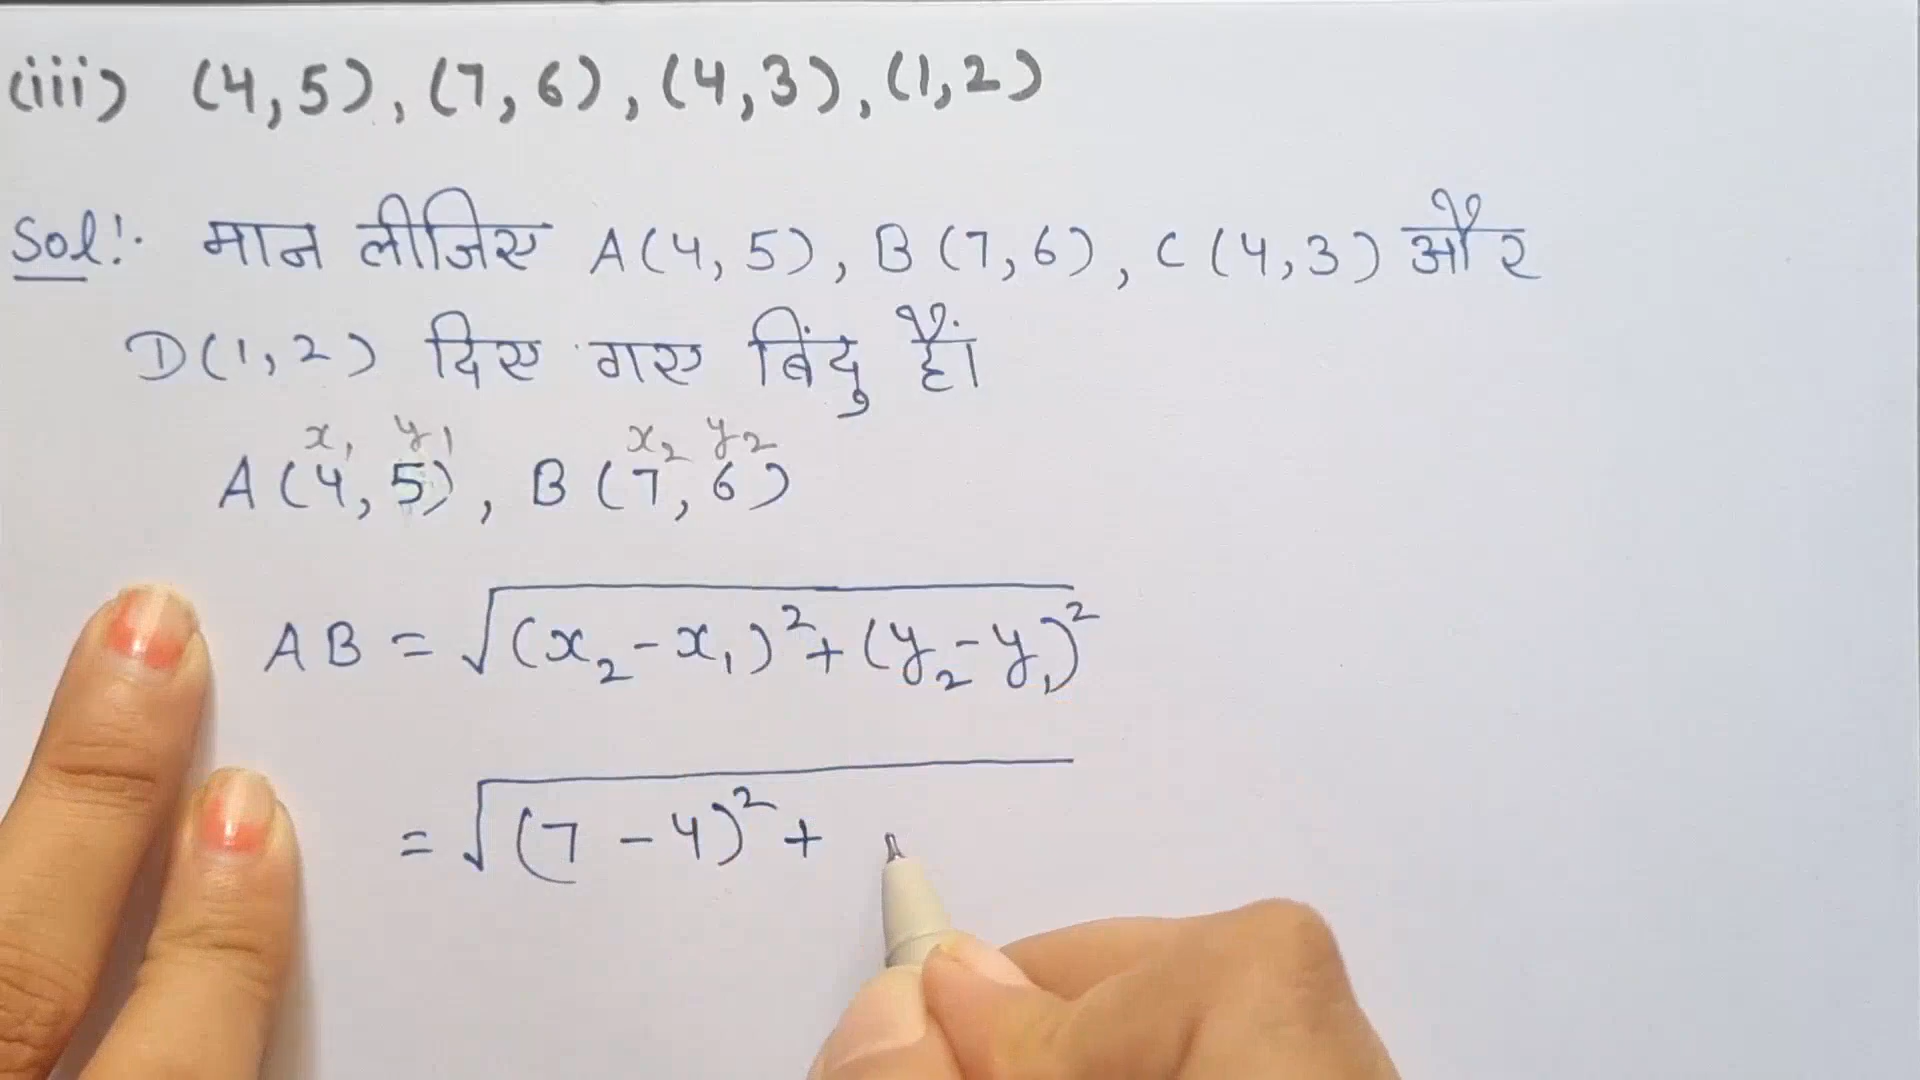 (iii) (4,5), (7,6), (4,3), (1,2)
Sol!. मान लीजिए A(4,5), B(7,6), C(4,3) और
D(1,2) दिए गए बिंदु हैं।
x₁ y₁ x₂ y₂
A(4,5), B(7,6)
AB = √(x₂-x₁)²+(y₂-y₁)²
= √(7-4)²+